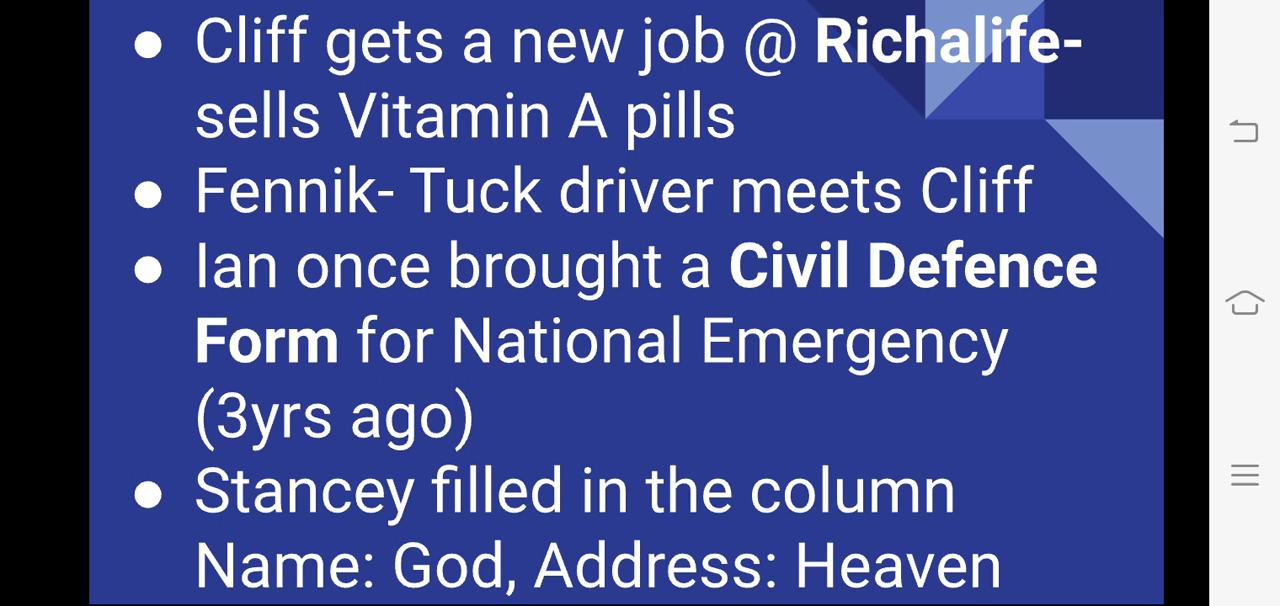 ● Cliff gets a new job @ Richalife-
sells Vitamin A pills
● Fennik- Tuck driver meets Cliff
● Ian once brought a Civil Defence
Form for National Emergency
(3yrs ago)
● Stancey filled in the column
Name: God, Address: Heaven